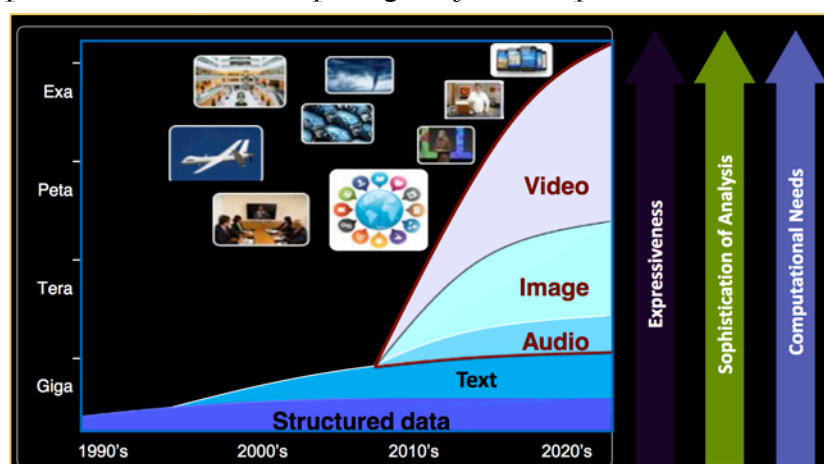 Exa
Peta
Tera
Giga
Video
Image
Audio
Text
Structured data
1990's
2000's
2010's
2020's
Expressiveness
Sophistication of Analysis
Computational Needs